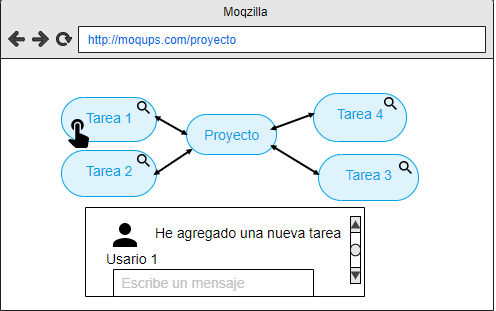 Moqzilla
http://moqups.com/proyecto
Tarea 1
Tarea 4
Proyecto
Tarea 2
Tarea 3
He agregado una nueva tarea
Usario 1
Escribe un mensaje